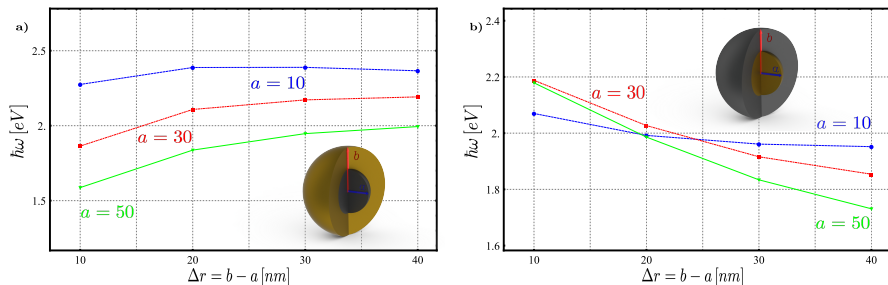 a)
ħω [eV]
2.5
2
1.5
a = 10
a = 30
a = 50
b
10
20
30
40
Δr = b − a [nm]
b)
ħω [eV]
2.4
2.2
2
1.8
1.6
a = 30
a = 10
a = 50
b
a
10
20
30
40
Δr = b − a [nm]